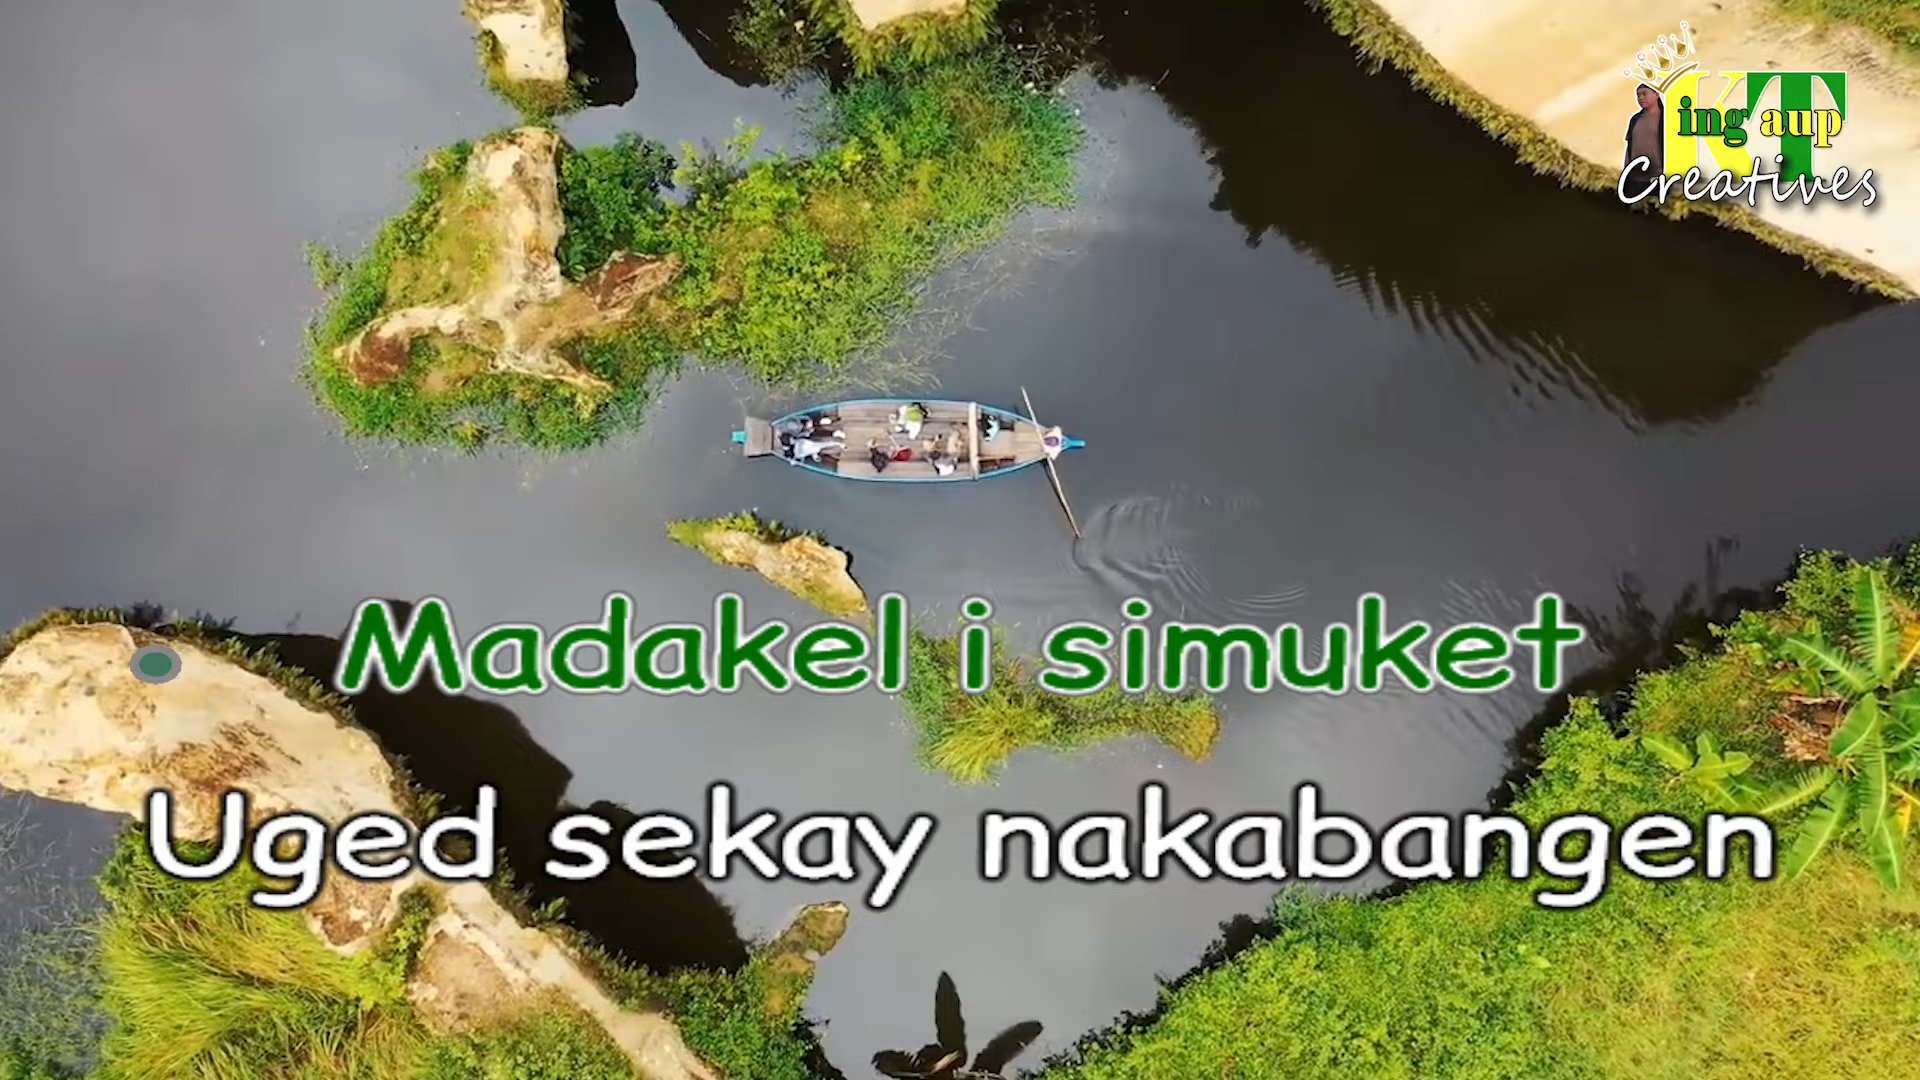 KT
ing aup
Creatives
Madakel i simuket
Uged sekay nakabangen